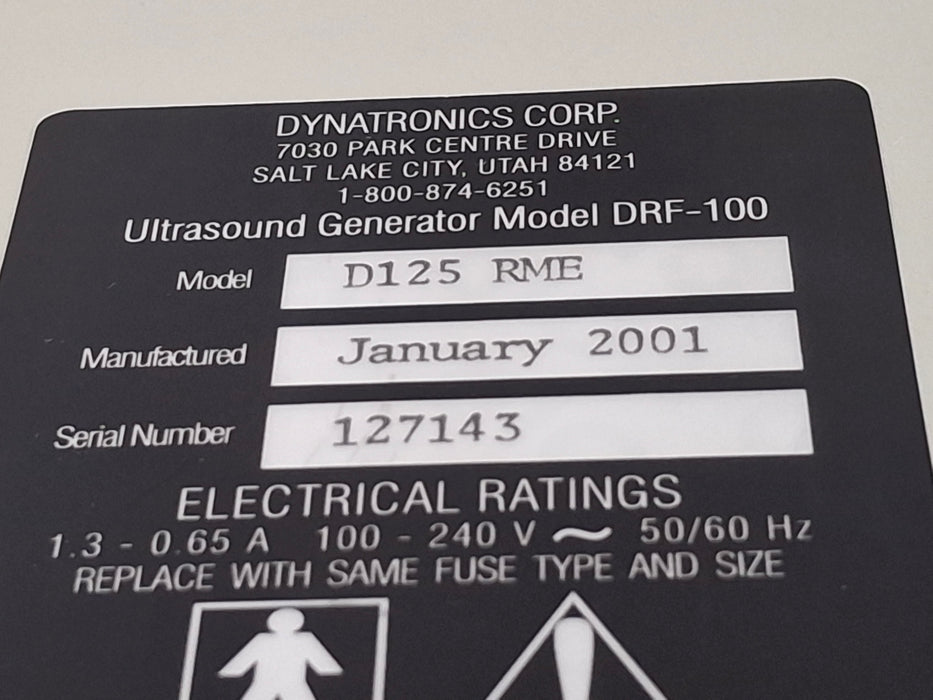 DYNATRONICS CORP.
7030 PARK CENTRE DRIVE
SALT LAKE CITY, UTAH 84121
1-800-874-6251
Ultrasound Generator Model DRF-100
Model D125 RME
Manufactured January 2001
Serial Number 127143
ELECTRICAL RATINGS
1.3 - 0.65 A 100 - 240 V ~ 50/60 Hz
REPLACE WITH SAME FUSE TYPE AND SIZE